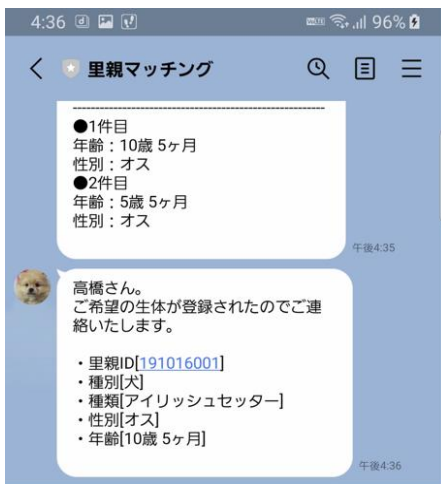 4:36
96%
里親マッチング
●1件目
年齢：10歳 5ヶ月
性別：オス
●2件目
年齢：5歳 5ヶ月
性別：オス
午後4:35
高橋さん。
ご希望の生体が登録されたのでご連
絡いたします。
・里親ID[191016001]
・種別[犬]
・種類[アイリッシュセッター]
・性別[オス]
・年齢[10歳 5ヶ月]
午後4:36